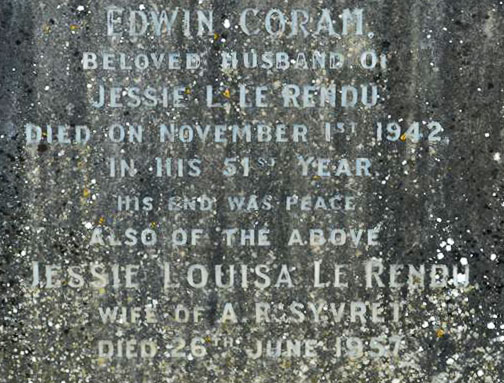 EDWIN CORAM,
BELOVED HUSBAND OF
JESSIE L. LE RENDU
DIED ON NOVEMBER 1ST 1942,
IN HIS 51ST YEAR
HIS END WAS PEACE
ALSO OF THE ABOVE
JESSIE LOUISA LE RENDU
WIFE OF A. R. SYVRET
DIED 26TH JUNE 1957